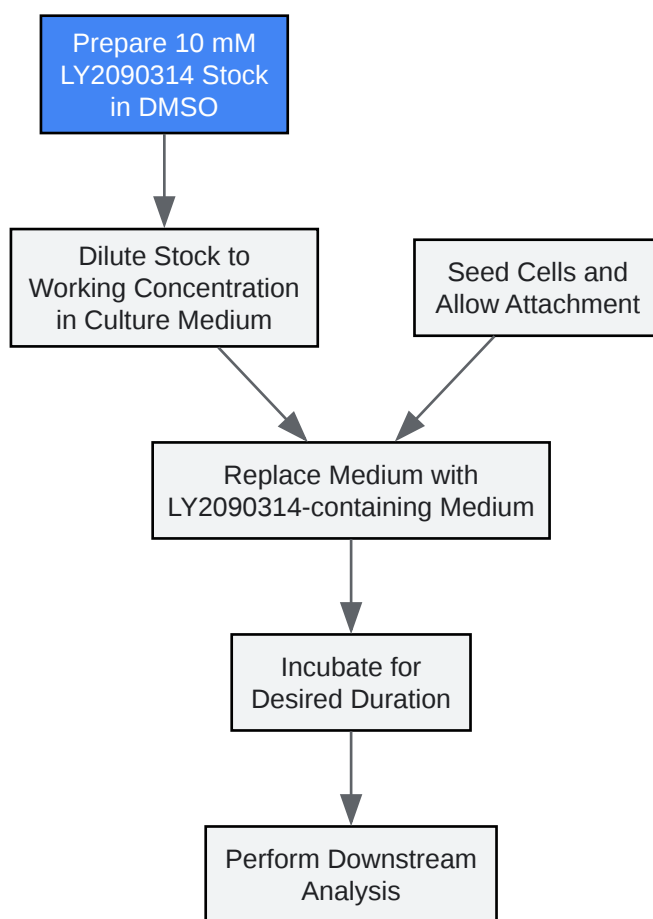 Prepare 10 mM
LY2090314 Stock
in DMSO
Dilute Stock to
Working Concentration
in Culture Medium
Seed Cells and
Allow Attachment
Replace Medium with
LY2090314-containing Medium
Incubate for
Desired Duration
Perform Downstream
Analysis